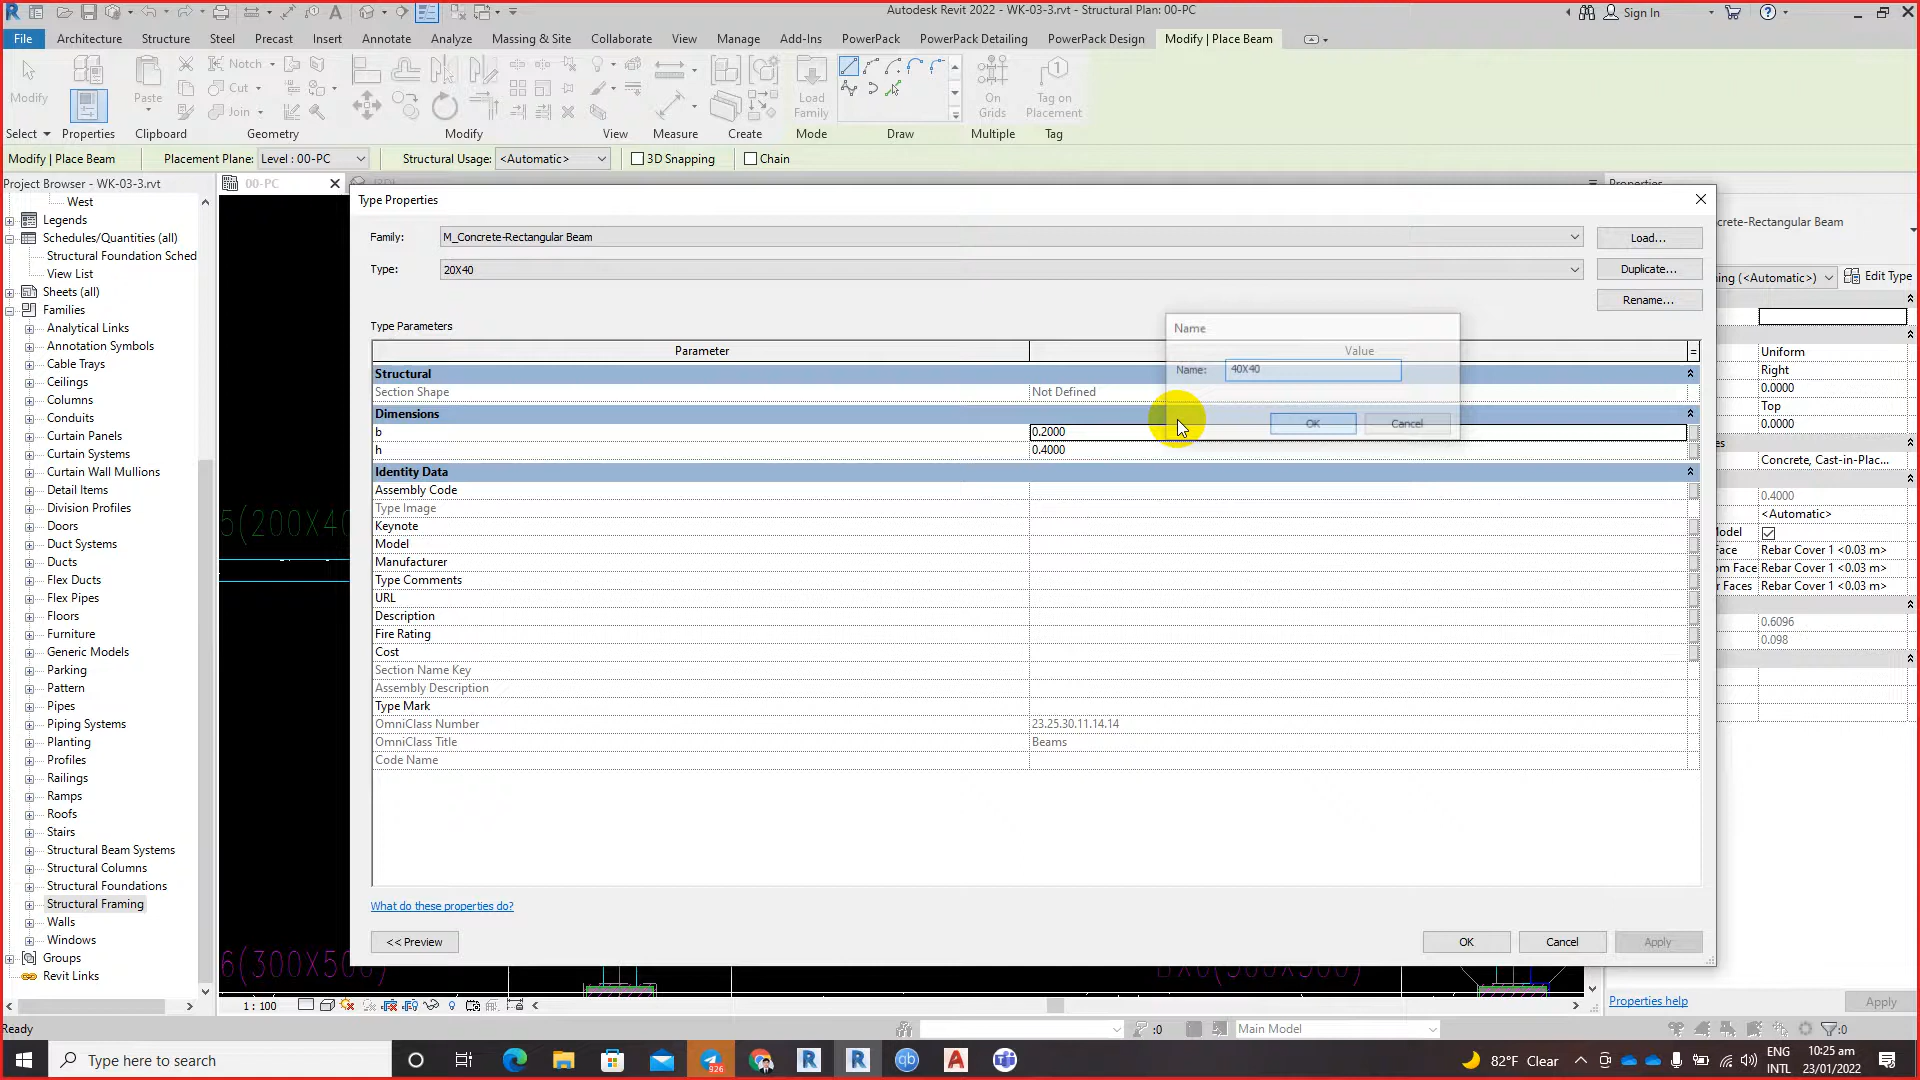 Autodesk Revit 2022 - WK-03-3.rvt - Structural Plan: 00-PC
Sign In
File Architecture Structure Steel Precast Insert Annotate Analyze Massing & Site Collaborate View Manage Add-Ins PowerPack PowerPack Detailing PowerPack Design Modify | Place Beam
Modify Paste Notch Cut Join Load Family On Grids Tag on Placement
Select Properties Clipboard Geometry Modify View Measure Create Mode Draw Multiple Tag
Modify | Place Beam Placement Plane: Level : 00-PC Structural Usage: <Automatic> 3D Snapping Chain
Project Browser - WK-03-3.rvt
West
Legends
Schedules/Quantities (all)
Structural Foundation Sched
View List
Sheets (all)
Families
Analytical Links
Annotation Symbols
Cable Trays
Ceilings
Columns
Conduits
Curtain Panels
Curtain Systems
Curtain Wall Mullions
Detail Items
Division Profiles
Doors
Duct Systems
Ducts
Flex Ducts
Flex Pipes
Floors
Furniture
Generic Models
Parking
Pattern
Pipes
Piping Systems
Planting
Profiles
Railings
Ramps
Roofs
Stairs
Structural Beam Systems
Structural Columns
Structural Foundations
Structural Framing
Walls
Windows
Groups
Revit Links
00-PC
5(200X40
6(300X500)
Type Properties
Family: M_Concrete-Rectangular Beam Load...
Type: 20X40 Duplicate...
Rename...
Type Parameters
Parameter Value =
Structural
Section Shape Not Defined
Dimensions
b 0.2000
h 0.4000
Identity Data
Assembly Code
Type Image
Keynote
Model
Manufacturer
Type Comments
URL
Description
Fire Rating
Cost
Section Name Key
Assembly Description
Type Mark
OmniClass Number 23.25.30.11.14.14
OmniClass Title Beams
Code Name
What do these properties do?
<< Preview OK Cancel Apply
Name
Name: 40X40
OK Cancel
Properties
crete-Rectangular Beam
ing (<Automatic>) Edit Type
Uniform
Right
0.0000
Top
0.0000
es
Concrete, Cast-in-Plac...
0.4000
<Automatic>
lodel
Face Rebar Cover 1 <0.03 m>
om Face Rebar Cover 1 <0.03 m>
r Faces Rebar Cover 1 <0.03 m>
0.6096
0.098
Properties help Apply
1 : 100
Ready :0 Main Model :0
Type here to search 926 82°F Clear ENG INTL 10:25 am 23/01/2022